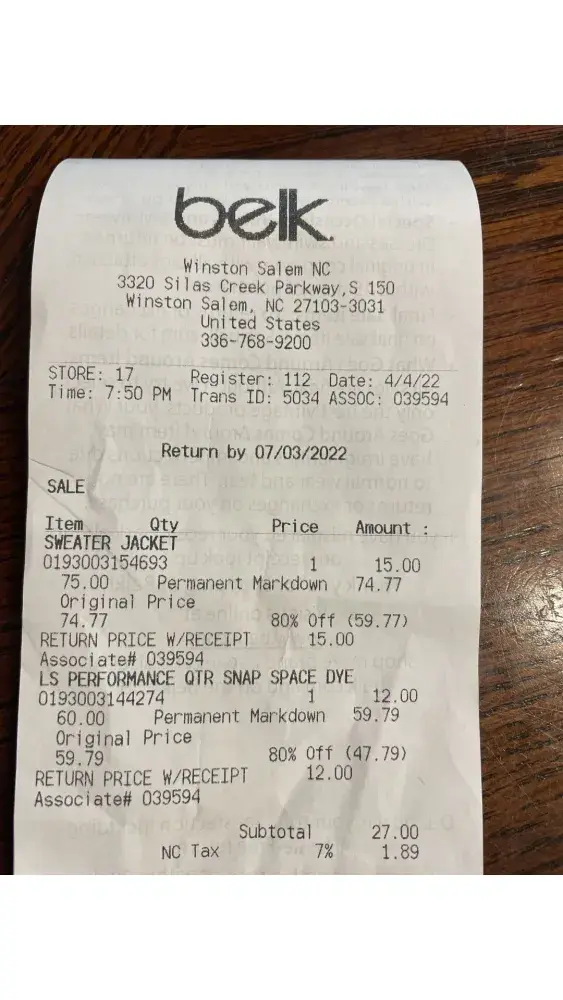 belk
Winston Salem NC
3320 Silas Creek Parkway,S 150
Winston Salem, NC 27103-3031
United States
336-768-9200
STORE: 17 Register: 112 Date: 4/4/22
Time: 7:50 PM Trans ID: 5034 ASSOC: 039594
Return by 07/03/2022
SALE
Item Qty Price Amount :
SWEATER JACKET
0193003154693 1 15.00
75.00 Permanent Markdown 74.77
Original Price
74.77 80% Off (59.77)
RETURN PRICE W/RECEIPT 15.00
Associate# 039594
LS PERFORMANCE QTR SNAP SPACE DYE
0193003144274 1 12.00
60.00 Permanent Markdown 59.79
Original Price
59.79 80% Off (47.79)
RETURN PRICE W/RECEIPT 12.00
Associate# 039594
Subtotal 27.00
NC Tax 7% 1.89